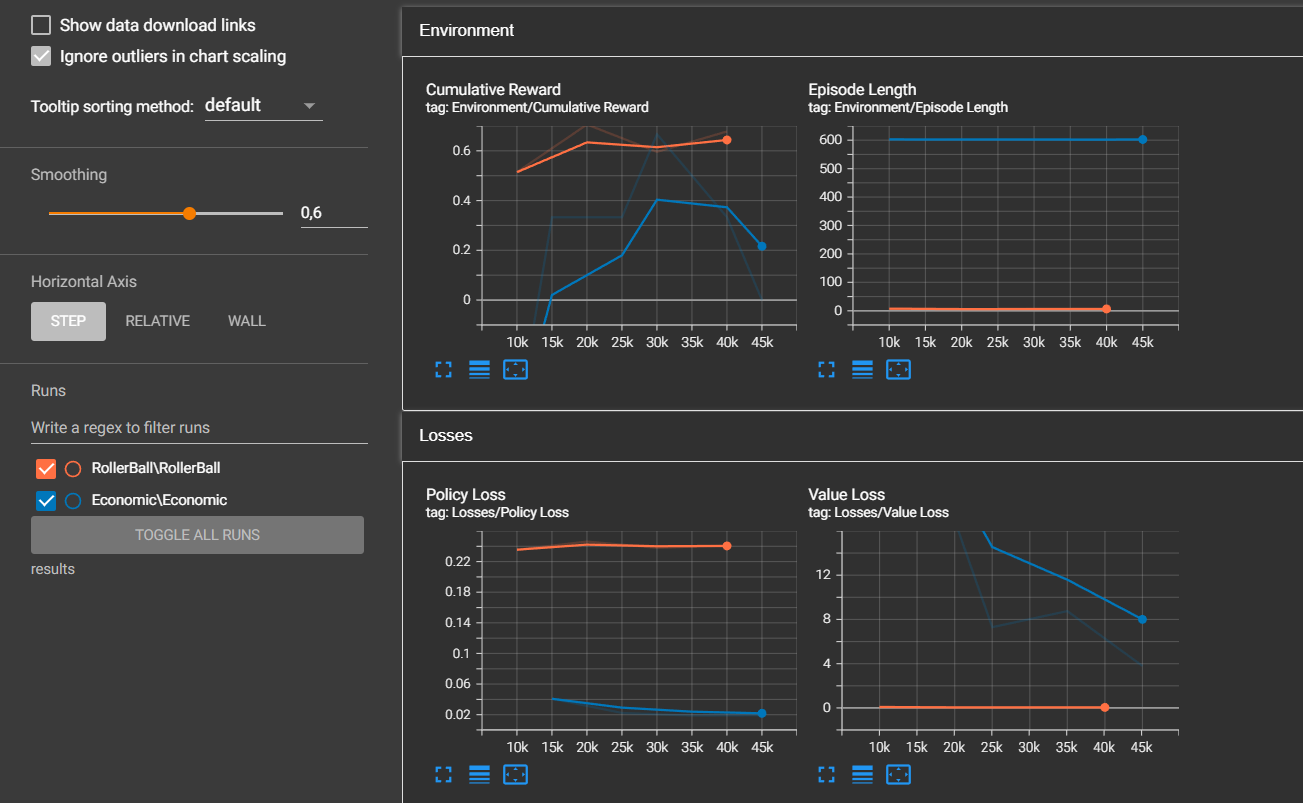 Show data download links
Ignore outliers in chart scaling
Tooltip sorting method: default
Smoothing
0,6
Horizontal Axis
STEP RELATIVE WALL
Runs
Write a regex to filter runs
RollerBall\RollerBall
Economic\Economic
TOGGLE ALL RUNS
results
Environment
Cumulative Reward
tag: Environment/Cumulative Reward
0.6
0.4
0.2
0
10k 15k 20k 25k 30k 35k 40k 45k
Episode Length
tag: Environment/Episode Length
600
500
400
300
200
100
0
10k 15k 20k 25k 30k 35k 40k 45k
Losses
Policy Loss
tag: Losses/Policy Loss
0.22
0.18
0.14
0.1
0.06
0.02
10k 15k 20k 25k 30k 35k 40k 45k
Value Loss
tag: Losses/Value Loss
12
8
4
0
10k 15k 20k 25k 30k 35k 40k 45k